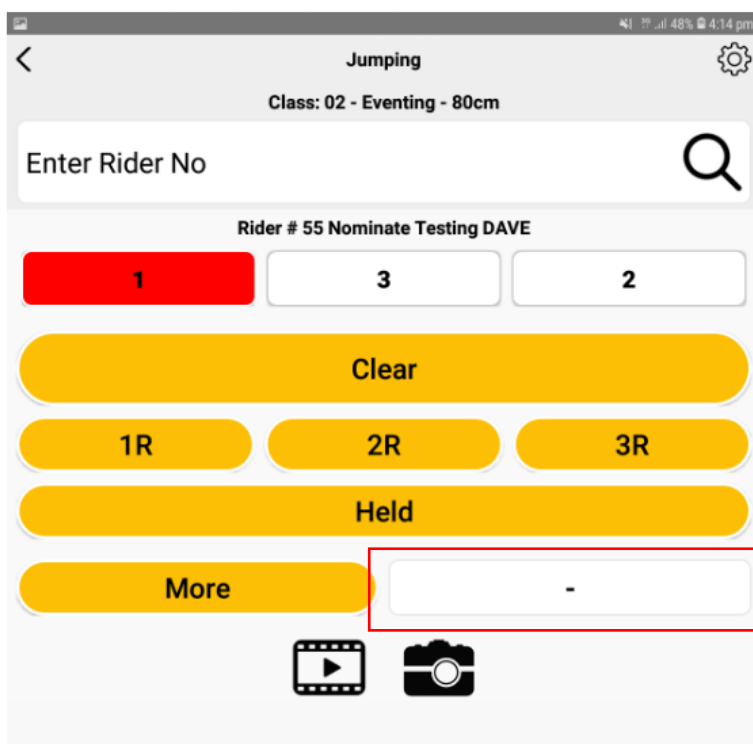 48% 4:14 pm
Jumping
Class: 02 - Eventing - 80cm
Enter Rider No
Rider # 55 Nominate Testing DAVE
1 3 2
Clear
1R 2R 3R
Held
More -